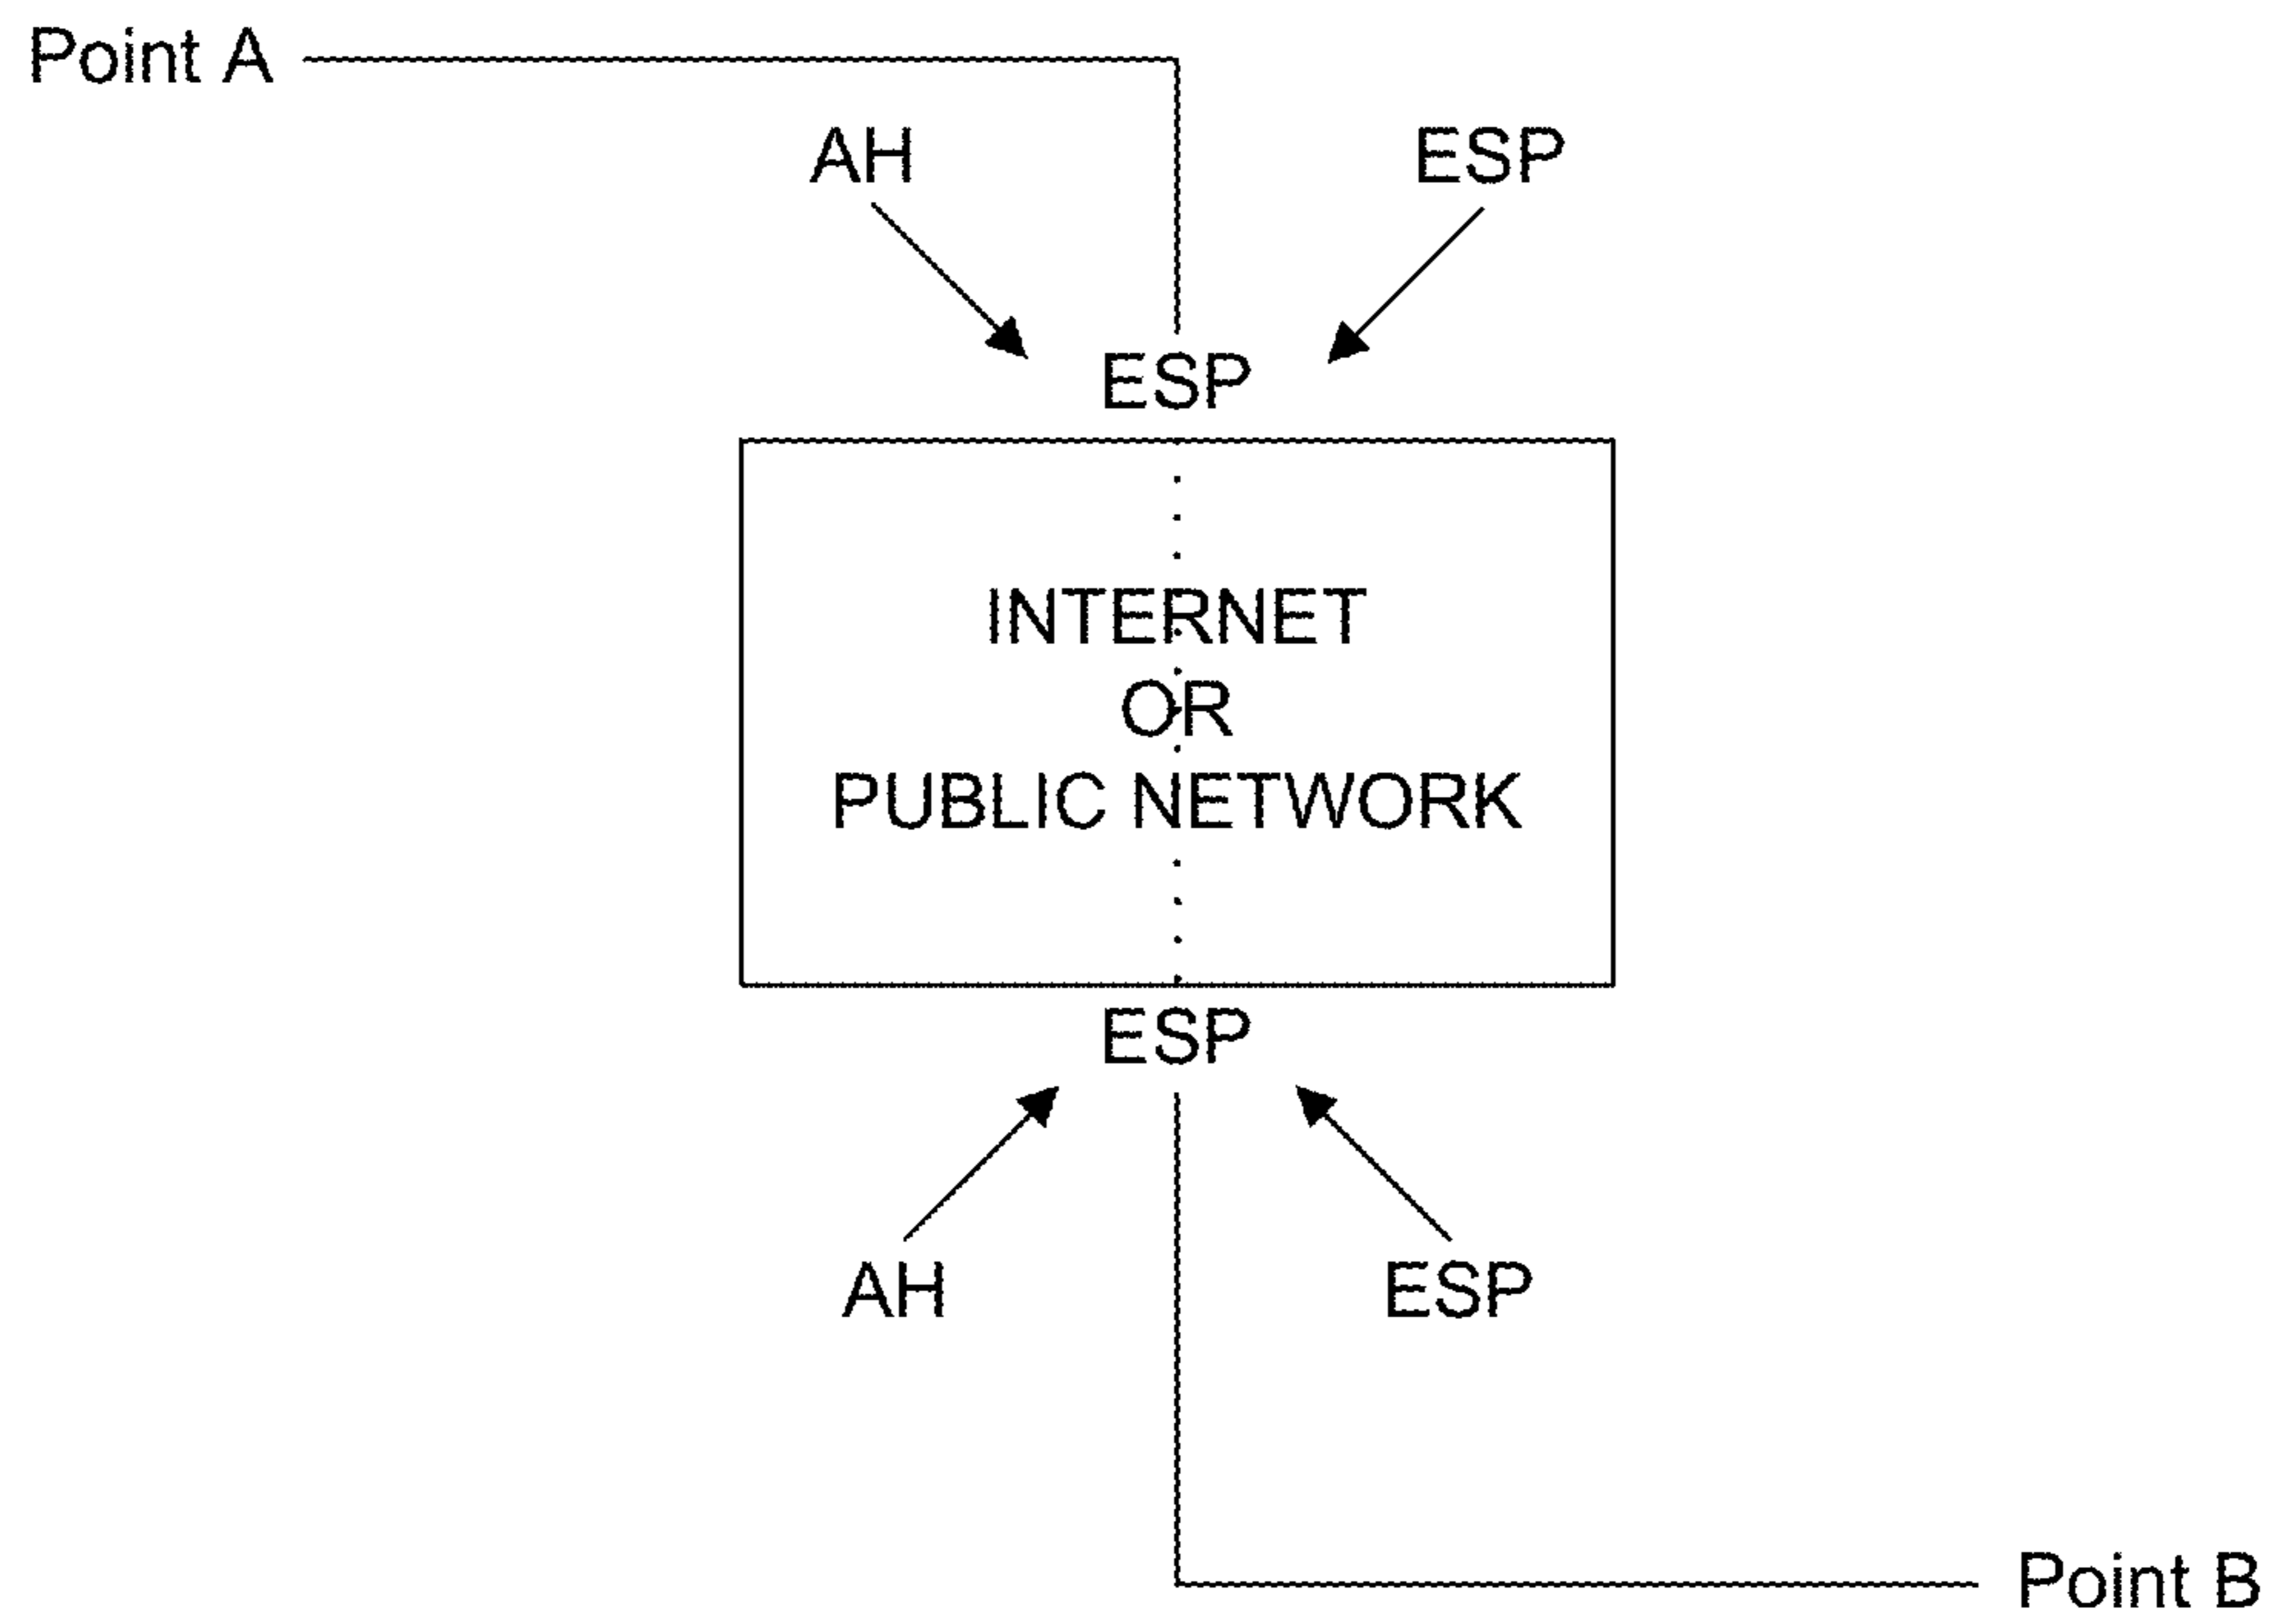 Point A
AH
ESP
ESP
INTERNET
OR
PUBLIC NETWORK
ESP
AH
ESP
Point B